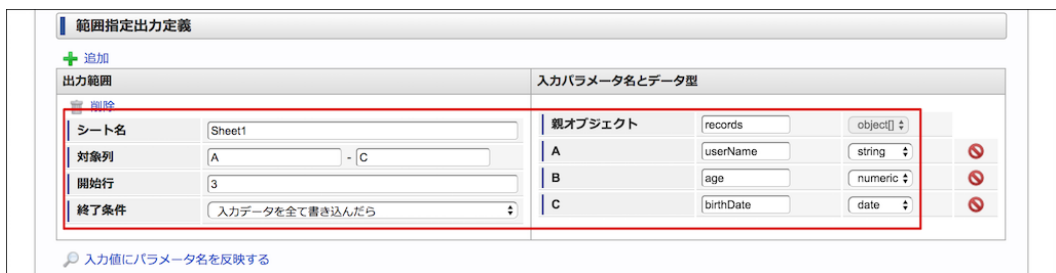 範囲指定出力定義
追加
出力範囲 入力パラメータ名とデータ型
削除
シート名 Sheet1
対象列 A - C
開始行 3
終了条件 入力データを全て書き込んだら
親オブジェクト records object[]
A userName string
B age numeric
C birthDate date
入力値にパラメータ名を反映する